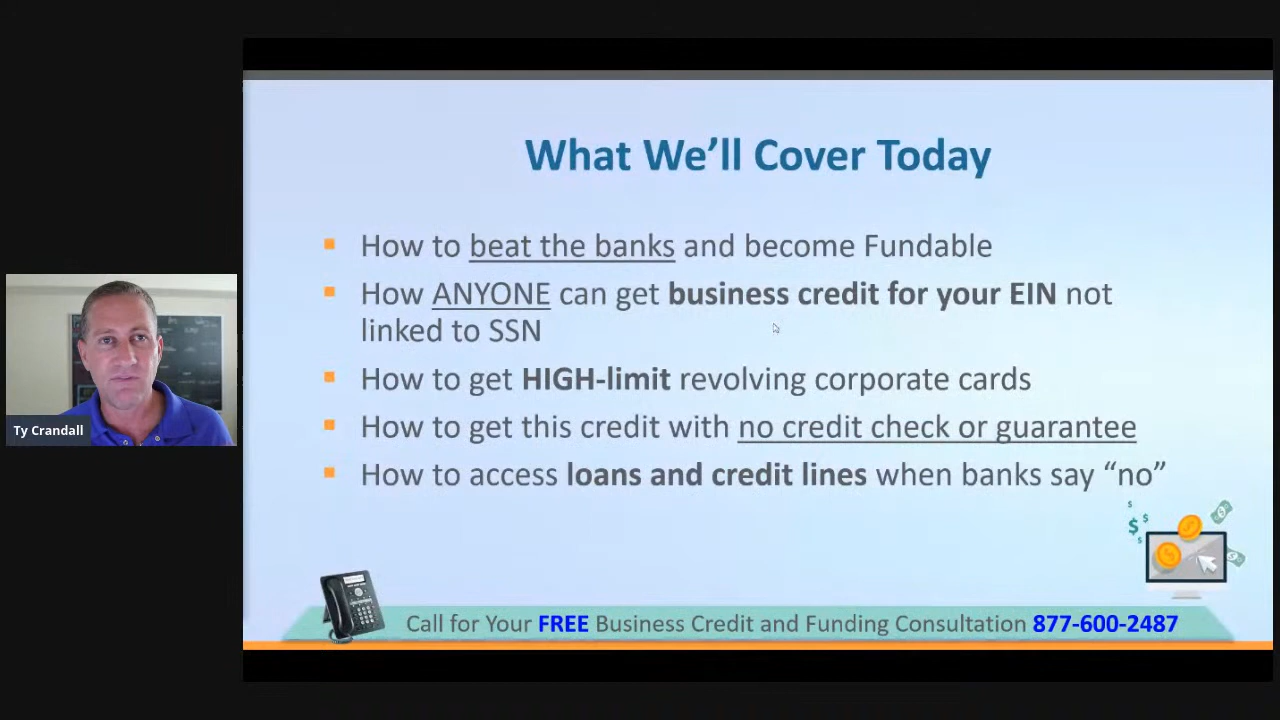 What We’ll Cover Today
How to beat the banks and become Fundable
How ANYONE can get business credit for your EIN not
linked to SSN
How to get HIGH-limit revolving corporate cards
How to get this credit with no credit check or guarantee
How to access loans and credit lines when banks say “no”
Ty Crandall
Call for Your FREE Business Credit and Funding Consultation 877-600-2487